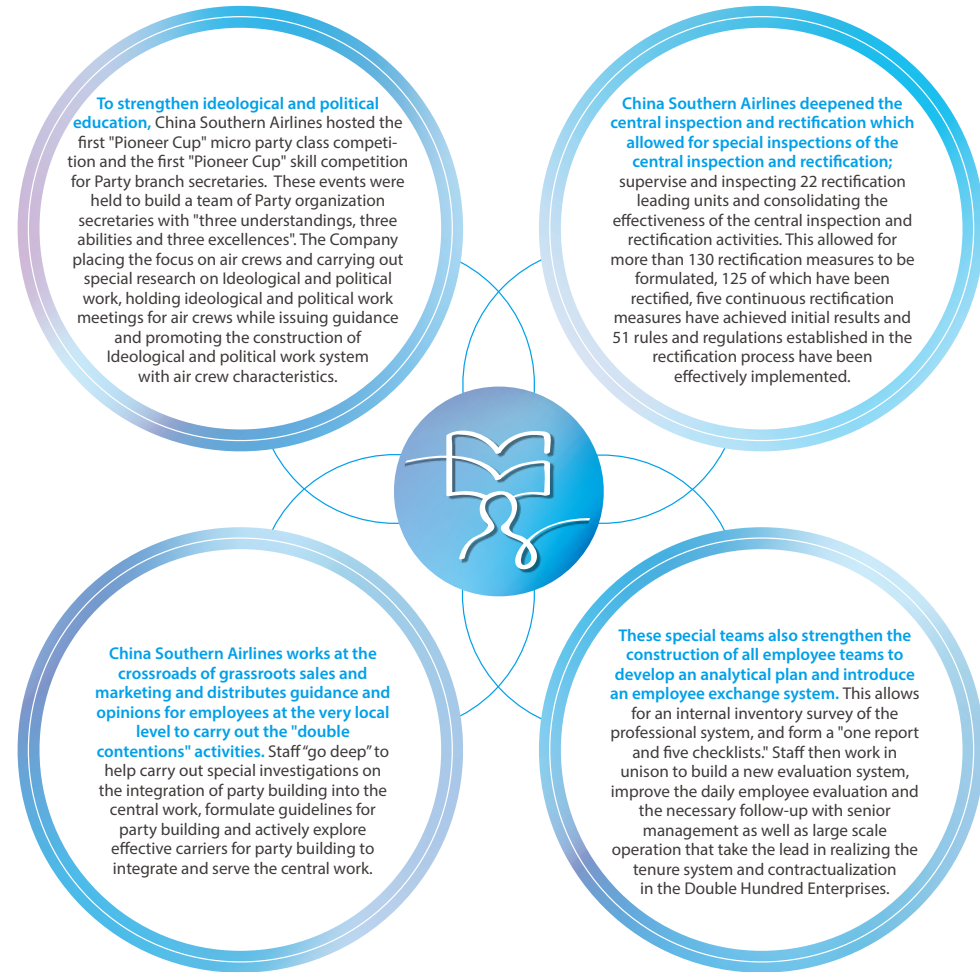 To strengthen ideological and political
education, China Southern Airlines hosted the
first "Pioneer Cup" micro party class competi-
tion and the first "Pioneer Cup" skill competition
for Party branch secretaries. These events were
held to build a team of Party organization
secretaries with "three understandings, three
abilities and three excellences". The Company
placing the focus on air crews and carrying out
special research on Ideological and political
work, holding ideological and political work
meetings for air crews while issuing guidance
and promoting the construction of
Ideological and political work system
with air crew characteristics.
China Southern Airlines deepened the
central inspection and rectification which
allowed for special inspections of the
central inspection and rectification;
supervise and inspecting 22 rectification
leading units and consolidating the
effectiveness of the central inspection and
rectification activities. This allowed for
more than 130 rectification measures to be
formulated, 125 of which have been
rectified, five continuous rectification
measures have achieved initial results and
51 rules and regulations established in the
rectification process have been
effectively implemented.
China Southern Airlines works at the
crossroads of grassroots sales and
marketing and distributes guidance and
opinions for employees at the very local
level to carry out the "double
contentions" activities. Staff “go deep” to
help carry out special investigations on
the integration of party building into the
central work, formulate guidelines for
party building and actively explore
effective carriers for party building to
integrate and serve the central work.
These special teams also strengthen the
construction of all employee teams to
develop an analytical plan and introduce
an employee exchange system. This allows
for an internal inventory survey of the
professional system, and form a "one report
and five checklists." Staff then work in
unison to build a new evaluation system,
improve the daily employee evaluation and
the necessary follow-up with senior
management as well as large scale
operation that take the lead in realizing the
tenure system and contractualization
in the Double Hundred Enterprises.